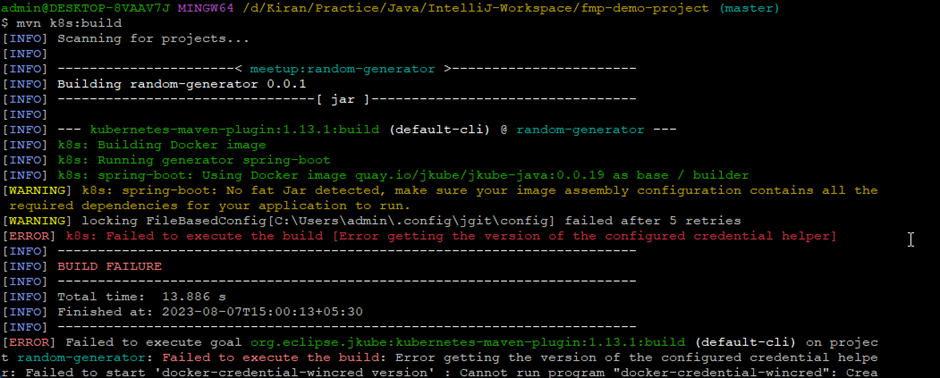 admin@DESKTOP-8VAAV7J MINGW64 /d/Kiran/Practice/Java/IntelliJ-Workspace/fmp-demo-project (master)
$ mvn k8s:build
[INFO] Scanning for projects...
[INFO]
[INFO] ----------------------< meetup:random-generator >-----------------------
[INFO] Building random-generator 0.0.1
[INFO] --------------------------------[ jar ]---------------------------------
[INFO]
[INFO] --- kubernetes-maven-plugin:1.13.1:build (default-cli) @ random-generator ---
[INFO] k8s: Building Docker image
[INFO] k8s: Running generator spring-boot
[INFO] k8s: spring-boot: Using Docker image quay.io/jkube/jkube-java:0.0.19 as base / builder
[WARNING] k8s: spring-boot: No fat Jar detected, make sure your image assembly configuration contains all the
required dependencies for your application to run.
[WARNING] locking FileBasedConfig[C:\Users\admin\.config\jgit\config] failed after 5 retries
[ERROR] k8s: Failed to execute the build [Error getting the version of the configured credential helper]
[INFO] ------------------------------------------------------------------------
[INFO] BUILD FAILURE
[INFO] ------------------------------------------------------------------------
[INFO] Total time:  13.886 s
[INFO] Finished at: 2023-08-07T15:00:13+05:30
[INFO] ------------------------------------------------------------------------
[ERROR] Failed to execute goal org.eclipse.jkube:kubernetes-maven-plugin:1.13.1:build (default-cli) on projec
t random-generator: Failed to execute the build: Error getting the version of the configured credential helpe
r: Failed to start 'docker-credential-wincred version' : Cannot run program "docker-credential-wincred": Crea